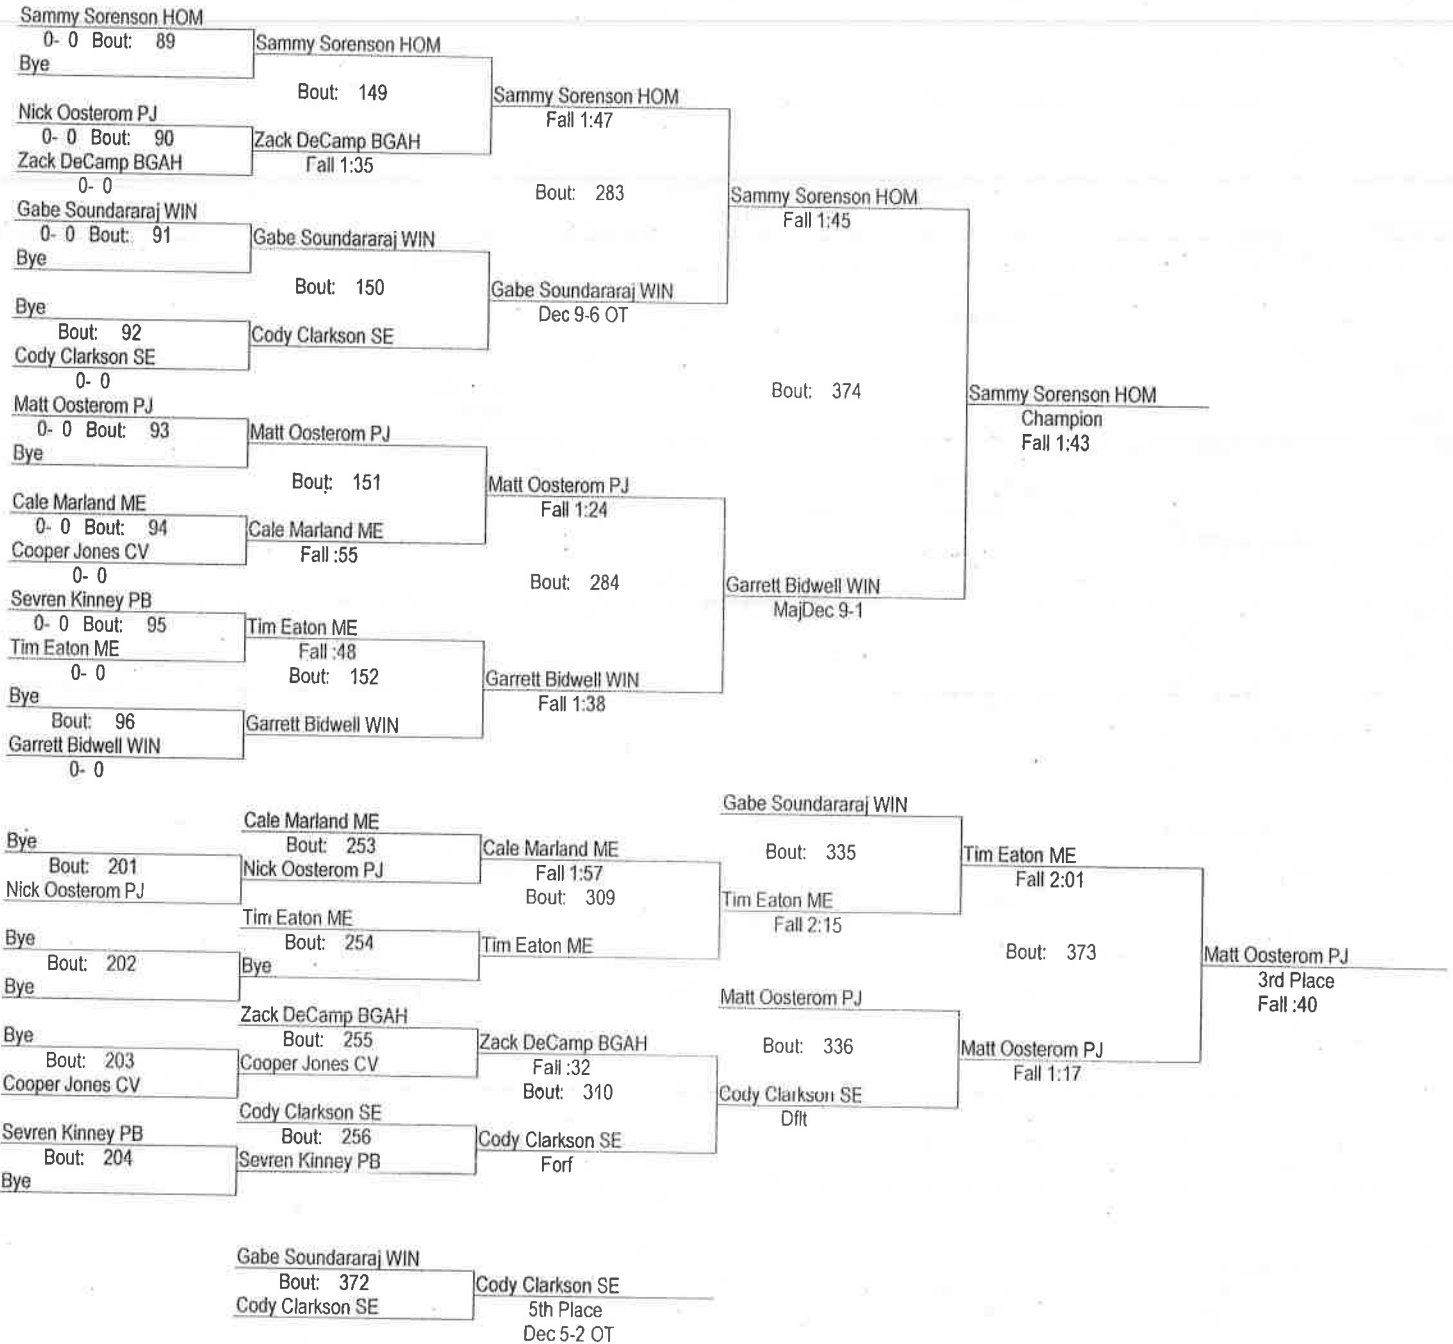 Sammy Sorenson HOM
0- 0 Bout: 89
Bye
Nick Oosterom PJ
0- 0 Bout: 90
Zack DeCamp BGAH
0- 0
Gabe Soundararaj WIN
0- 0 Bout: 91
Bye
Bye
Bout: 92
Cody Clarkson SE
0- 0
Matt Oosterom PJ
0- 0 Bout: 93
Bye
Cale Marland ME
0- 0 Bout: 94
Cooper Jones CV
0- 0
Sevren Kinney PB
0- 0 Bout: 95
Tim Eaton ME
0- 0
Bye
Bout: 96
Garrett Bidwell WIN
0- 0
Sammy Sorenson HOM
Bout: 149
Zack DeCamp BGAH
Fall 1:35
Gabe Soundararaj WIN
Bout: 150
Cody Clarkson SE
Matt Oosterom PJ
Bout: 151
Cale Marland ME
Fall :55
Tim Eaton ME
Fall :48
Bout: 152
Garrett Bidwell WIN
Sammy Sorenson HOM
Fall 1:47
Bout: 283
Gabe Soundararaj WIN
Dec 9-6 OT
Matt Oosterom PJ
Fall 1:24
Bout: 284
Garrett Bidwell WIN
Fall 1:38
Sammy Sorenson HOM
Fall 1:45
Bout: 374
Garrett Bidwell WIN
MajDec 9-1
Sammy Sorenson HOM
Champion
Fall 1:43
Bye
Bout: 201
Nick Oosterom PJ
Bye
Bout: 202
Bye
Bye
Bout: 203
Cooper Jones CV
Sevren Kinney PB
Bout: 204
Bye
Cale Marland ME
Bout: 253
Nick Oosterom PJ
Tim Eaton ME
Bout: 254
Bye
Zack DeCamp BGAH
Bout: 255
Cooper Jones CV
Cody Clarkson SE
Bout: 256
Sevren Kinney PB
Cale Marland ME
Fall 1:57
Bout: 309
Tim Eaton ME
Zack DeCamp BGAH
Fall :32
Bout: 310
Cody Clarkson SE
Forf
Gabe Soundararaj WIN
Bout: 335
Tim Eaton ME
Fall 2:15
Matt Oosterom PJ
Bout: 336
Cody Clarkson SE
Dflt
Tim Eaton ME
Fall 2:01
Bout: 373
Matt Oosterom PJ
Fall 1:17
Matt Oosterom PJ
3rd Place
Fall :40
Gabe Soundararaj WIN
Bout: 372
Cody Clarkson SE
Cody Clarkson SE
5th Place
Dec 5-2 OT